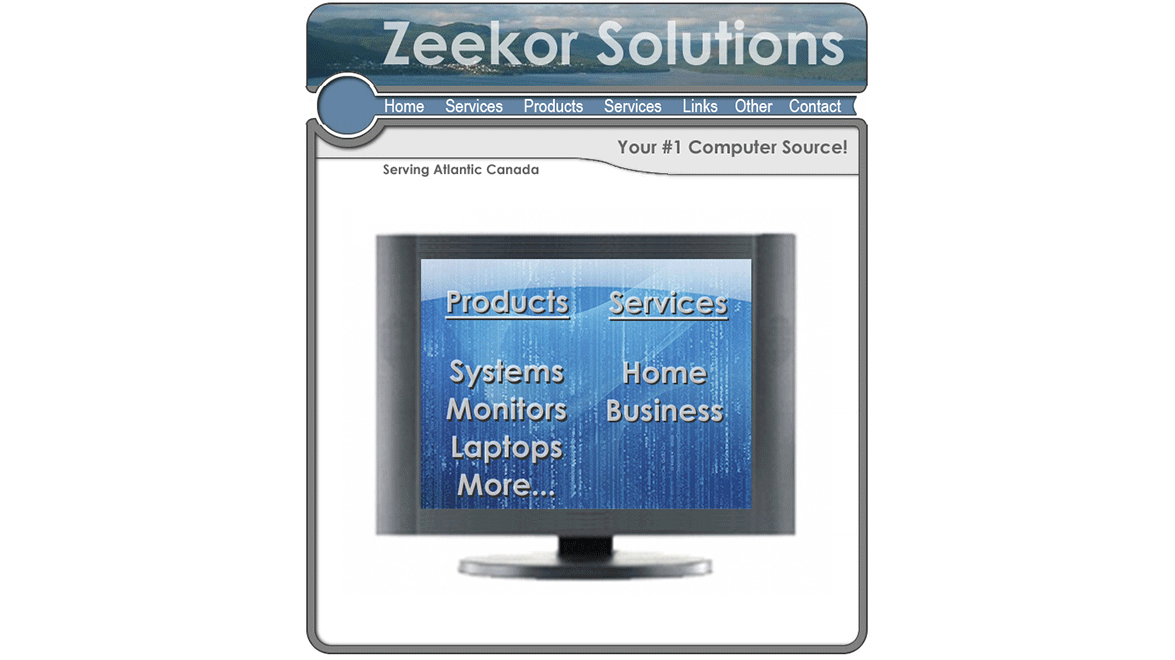 Zeekor Solutions
Home Services Products Services Links Other Contact
Your #1 Computer Source!
Serving Atlantic Canada
Products Services
Systems Home
Monitors Business
Laptops
More...